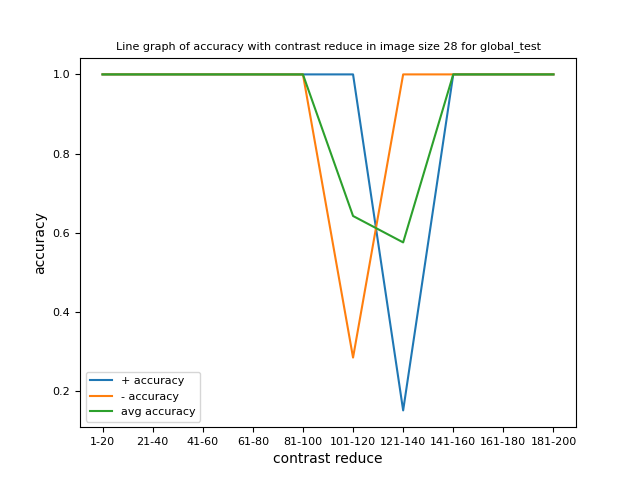 Line graph of accuracy with contrast reduce in image size 28 for global_test
1.0
0.8
0.6
0.4
0.2
accuracy
+ accuracy
- accuracy
avg accuracy
1-20 21-40 41-60 61-80 81-100 101-120 121-140 141-160 161-180 181-200
contrast reduce